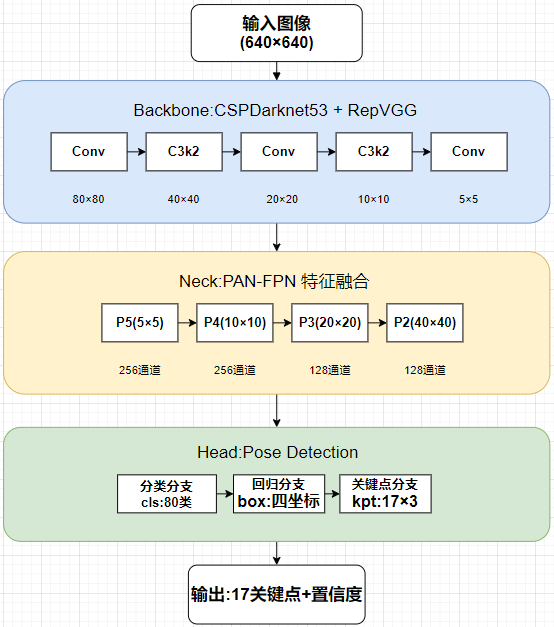 输入图像
(640×640)
Backbone:CSPDarknet53 + RepVGG
Conv C3k2 Conv C3k2 Conv
80×80 40×40 20×20 10×10 5×5
Neck:PAN-FPN 特征融合
P5(5×5) P4(10×10) P3(20×20) P2(40×40)
256通道 256通道 128通道 128通道
Head:Pose Detection
分类分支 回归分支 关键点分支
cls:80类 box:四坐标 kpt:17×3
输出:17关键点+置信度